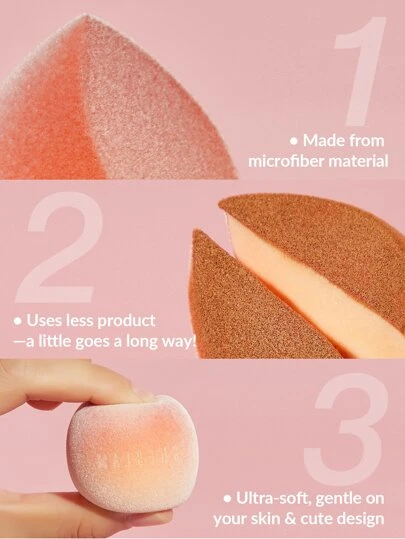 1
• Made from
microfiber material
2
• Uses less product
—a little goes a long way!
3
• Ultra-soft, gentle on
your skin & cute design